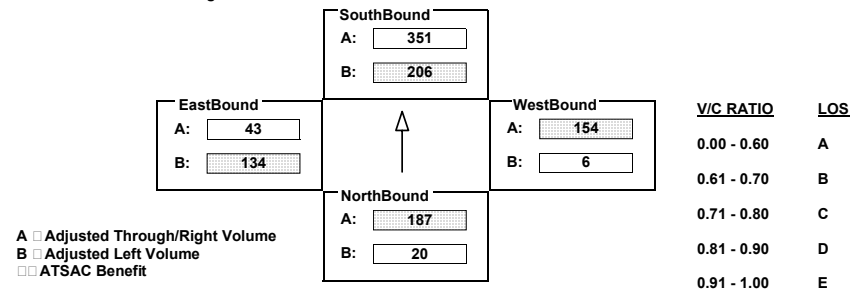 SouthBound
A: 351
B: 206
EastBound
A: 43
B: 134
WestBound
A: 154
B: 6
NorthBound
A: 187
B: 20
A □ Adjusted Through/Right Volume
B □ Adjusted Left Volume
□□ ATSAC Benefit
V/C RATIO LOS
0.00 - 0.60 A
0.61 - 0.70 B
0.71 - 0.80 C
0.81 - 0.90 D
0.91 - 1.00 E